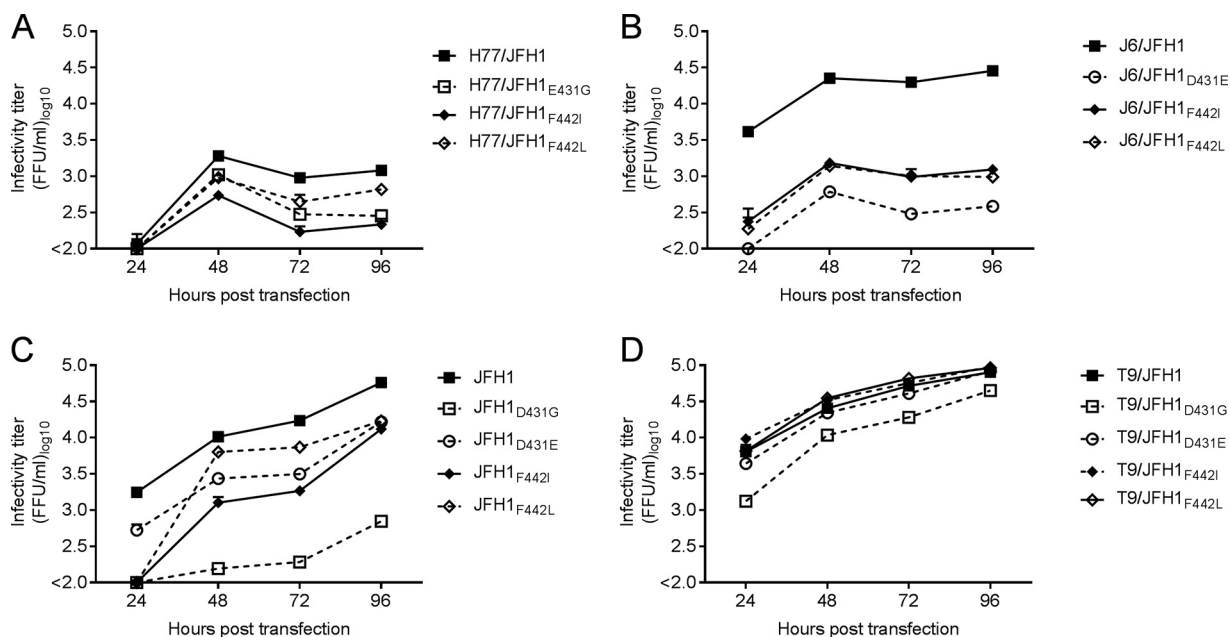 A
Infectivity titer
(FFU/ml)log10
5.0
4.5
4.0
3.5
3.0
2.5
<2.0
24 48 72 96
Hours post transfection
H77/JFH1
H77/JFH1E431G
H77/JFH1F442I
H77/JFH1F442L
B
Infectivity titer
(FFU/ml)log10
5.0
4.5
4.0
3.5
3.0
2.5
<2.0
24 48 72 96
Hours post transfection
J6/JFH1
J6/JFH1D431E
J6/JFH1F442I
J6/JFH1F442L
C
Infectivity titer
(FFU/ml)log10
5.0
4.5
4.0
3.5
3.0
2.5
<2.0
24 48 72 96
Hours post transfection
JFH1
JFH1D431G
JFH1D431E
JFH1F442I
JFH1F442L
D
Infectivity titer
(FFU/ml)log10
5.0
4.5
4.0
3.5
3.0
2.5
<2.0
24 48 72 96
Hours post transfection
T9/JFH1
T9/JFH1D431G
T9/JFH1D431E
T9/JFH1F442I
T9/JFH1F442L